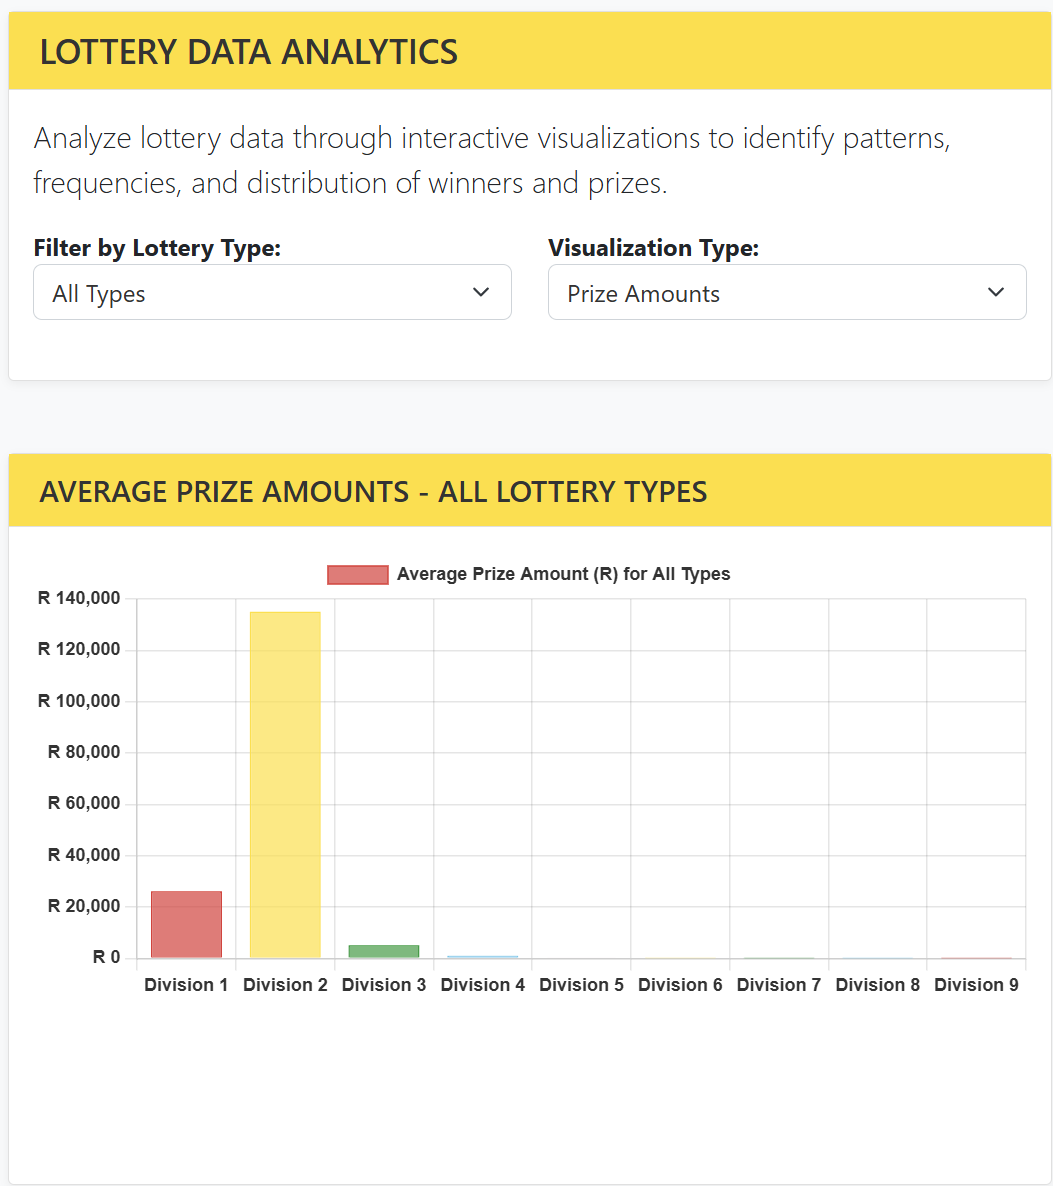 LOTTERY DATA ANALYTICS
Analyze lottery data through interactive visualizations to identify patterns,
frequencies, and distribution of winners and prizes.
Filter by Lottery Type:
All Types
Visualization Type:
Prize Amounts
AVERAGE PRIZE AMOUNTS - ALL LOTTERY TYPES
Average Prize Amount (R) for All Types
R 140,000
R 120,000
R 100,000
R 80,000
R 60,000
R 40,000
R 20,000
R 0
Division 1 Division 2 Division 3 Division 4 Division 5 Division 6 Division 7 Division 8 Division 9